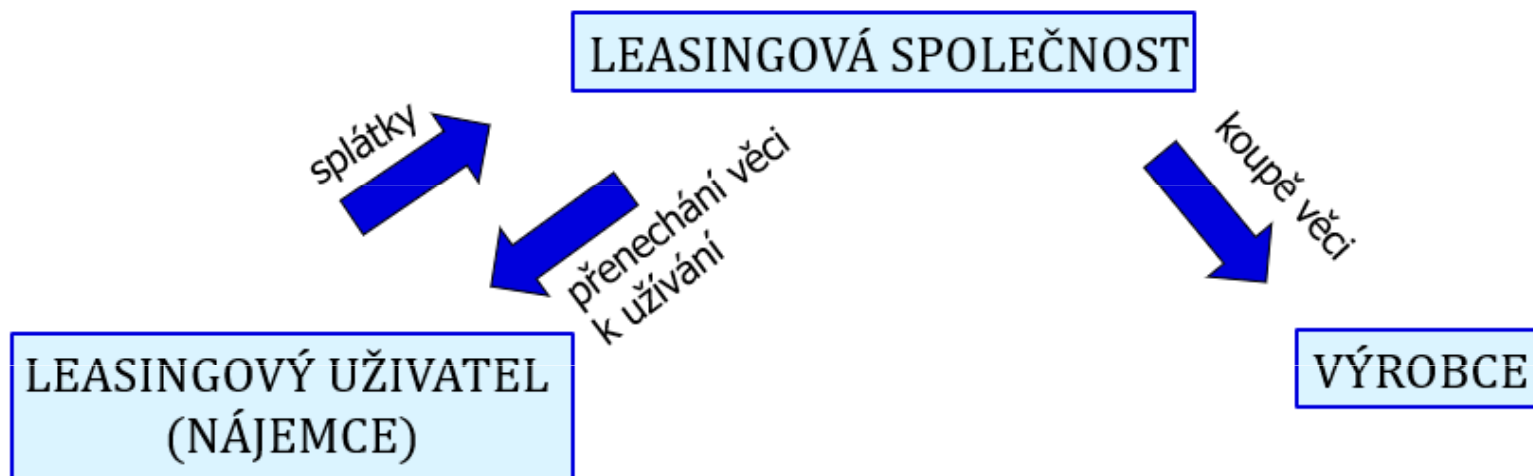 LEASINGOVÁ SPOLEČNOST
splátky
přenechání věci
k užívání
koupě věci
LEASINGOVÝ UŽIVATEL
(NÁJEMCE)
VÝROBCE